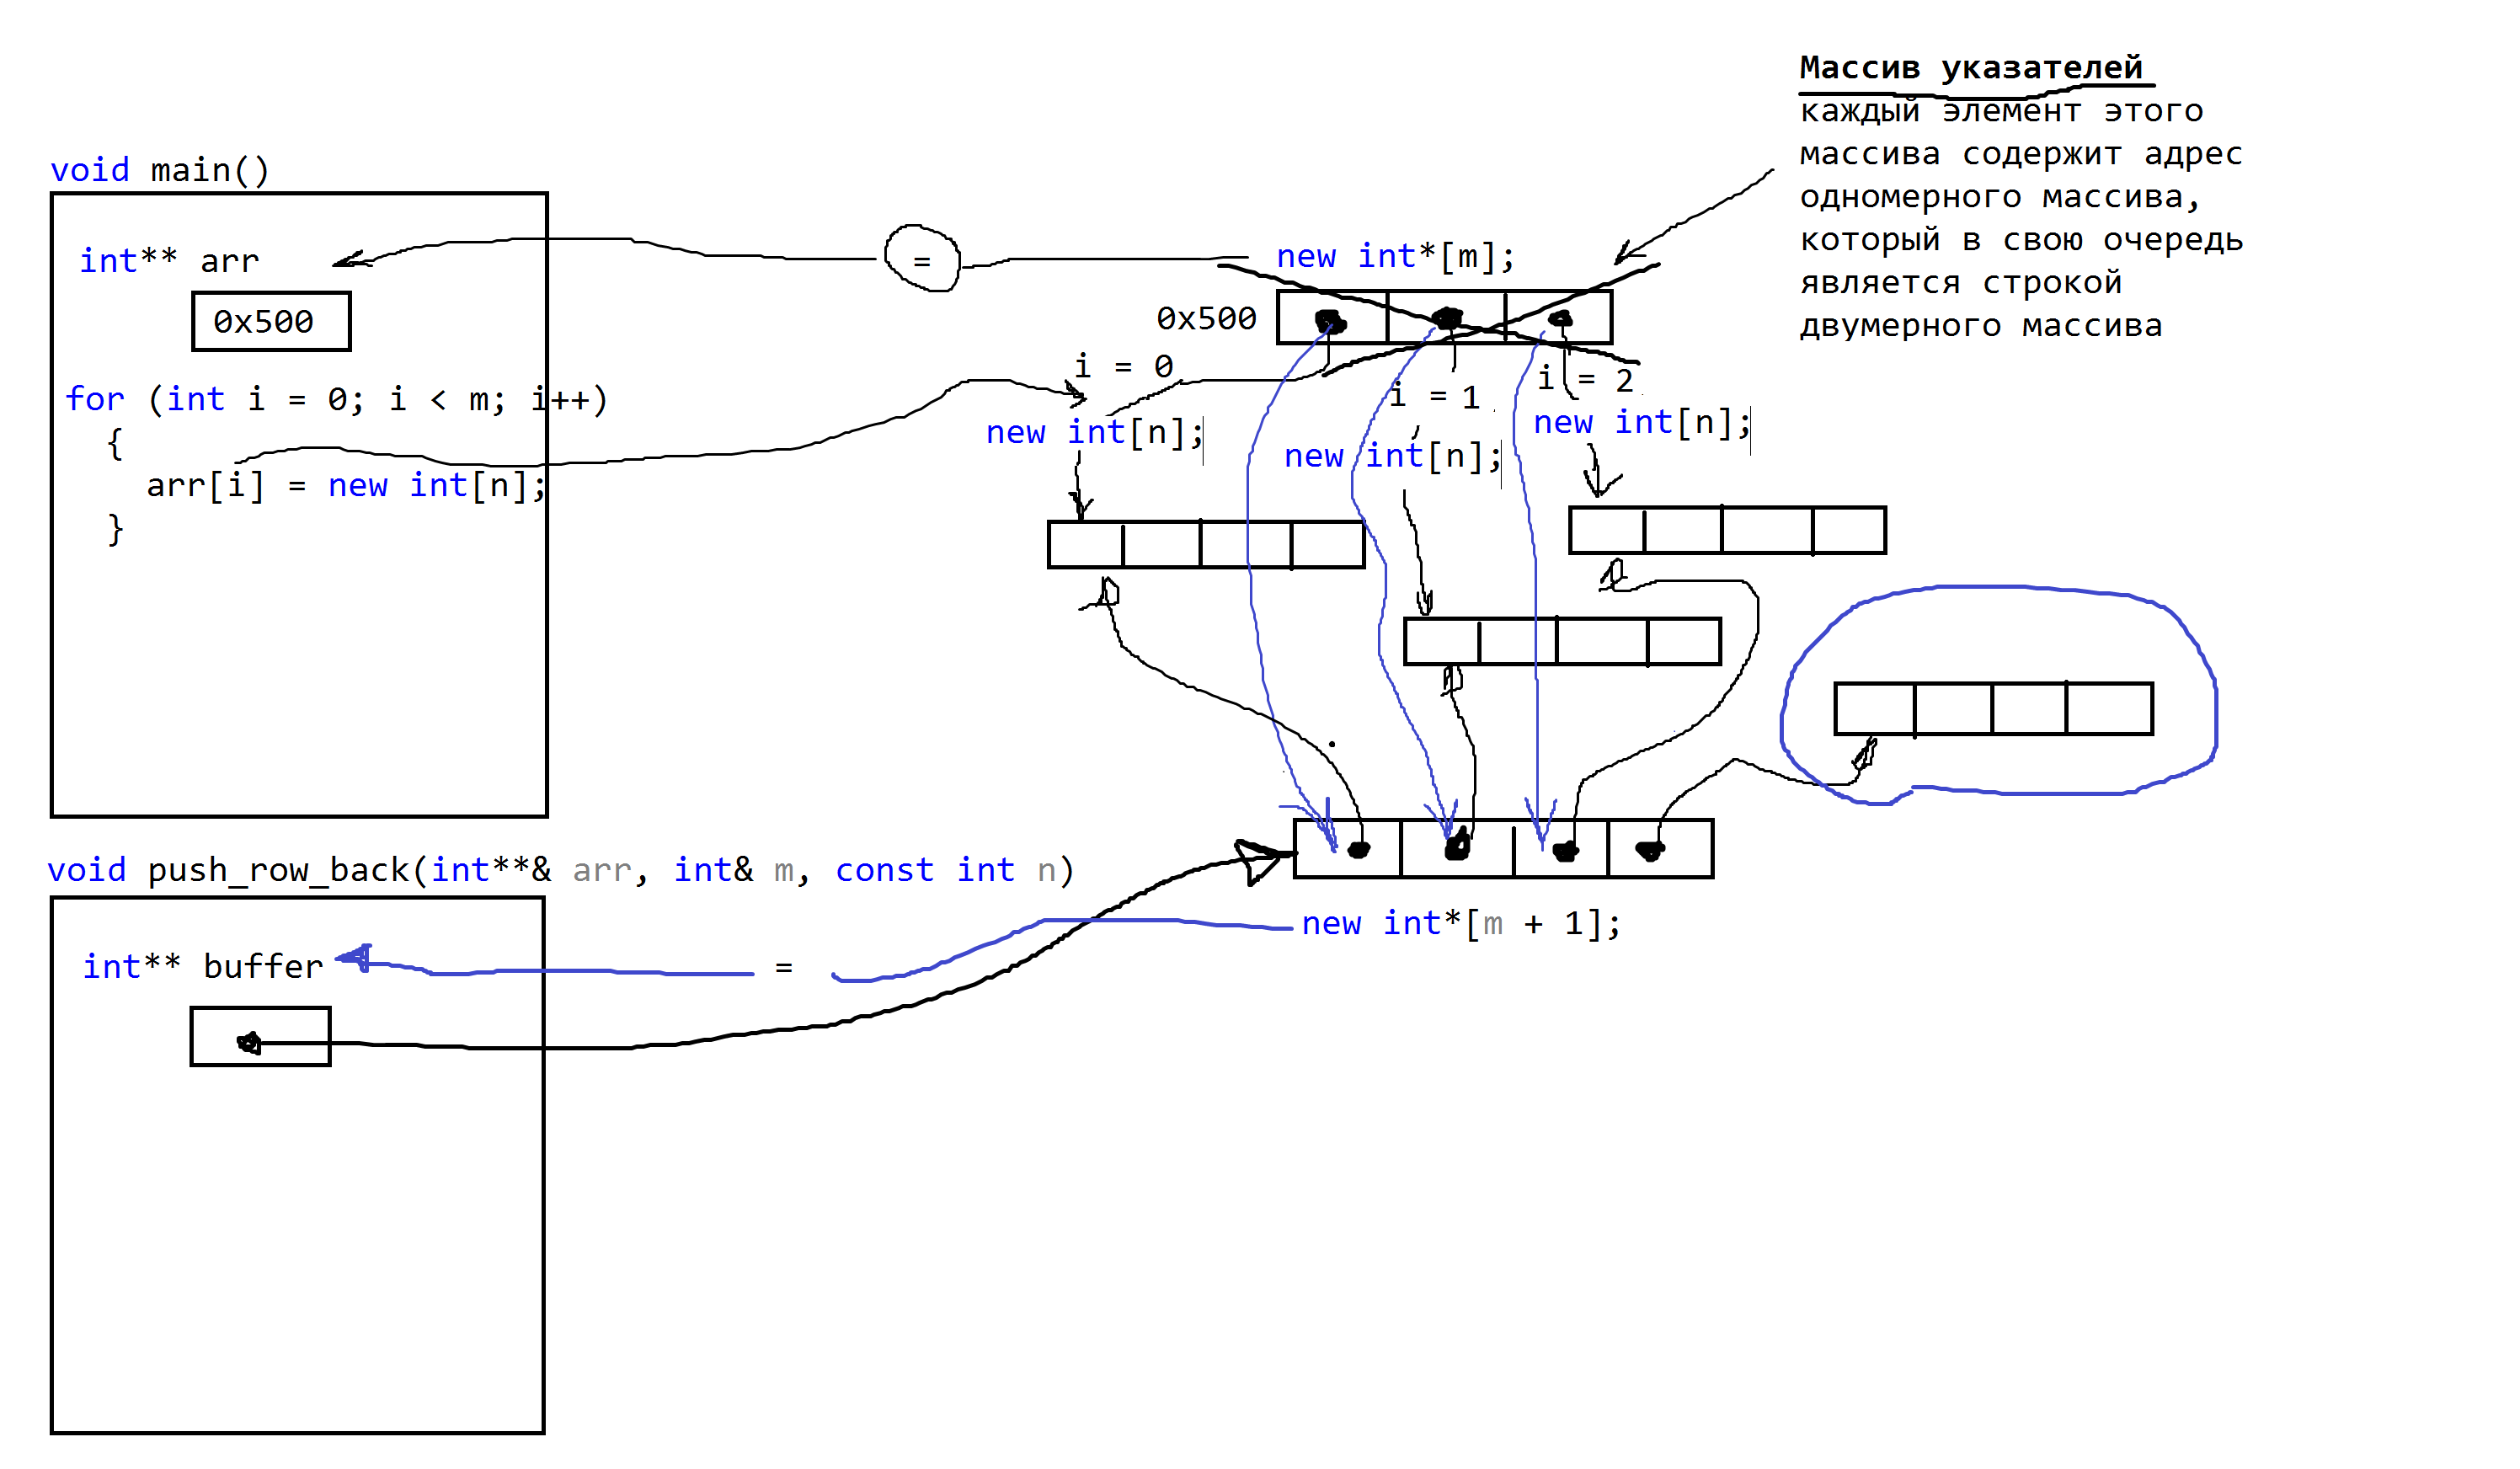 Массив указателей
каждый элемент этого
массива содержит адрес
одномерного массива,
который в свою очередь
является строкой
двумерного массива
void main()
int** arr
=
new int*[m];
0x500
0x500
for (int i = 0; i < m; i++)
{
arr[i] = new int[n];
}
i = 0
new int[n];
i = 1
new int[n];
i = 2
new int[n];
void push_row_back(int**& arr, int& m, const int n)
int** buffer
=
new int*[m + 1];